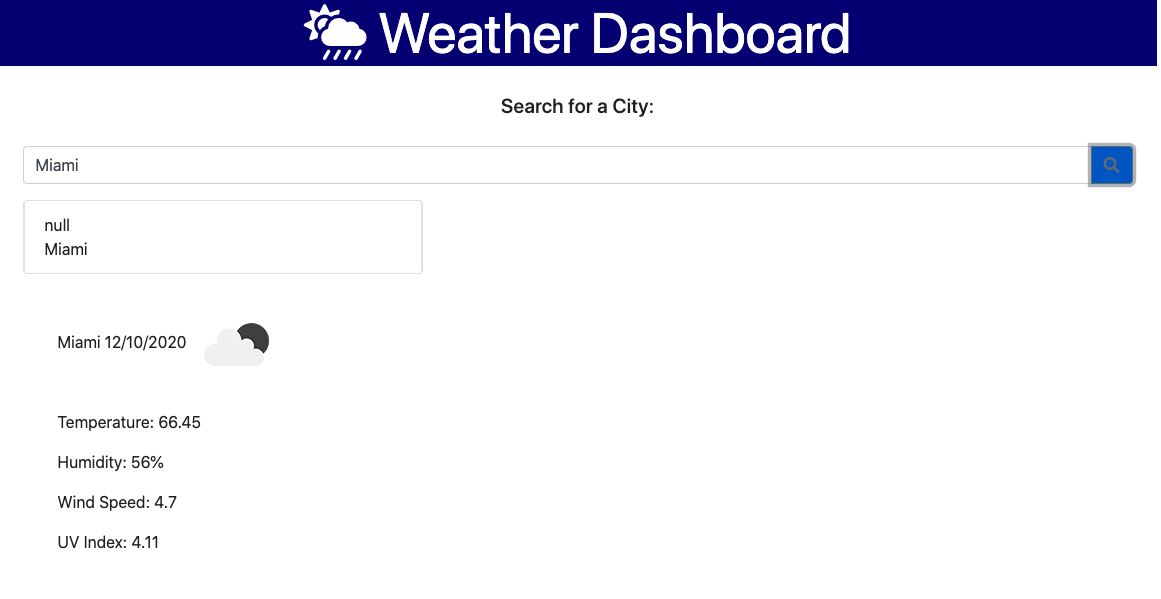 Weather Dashboard
Search for a City:
Miami
null
Miami
Miami 12/10/2020
Temperature: 66.45
Humidity: 56%
Wind Speed: 4.7
UV Index: 4.11